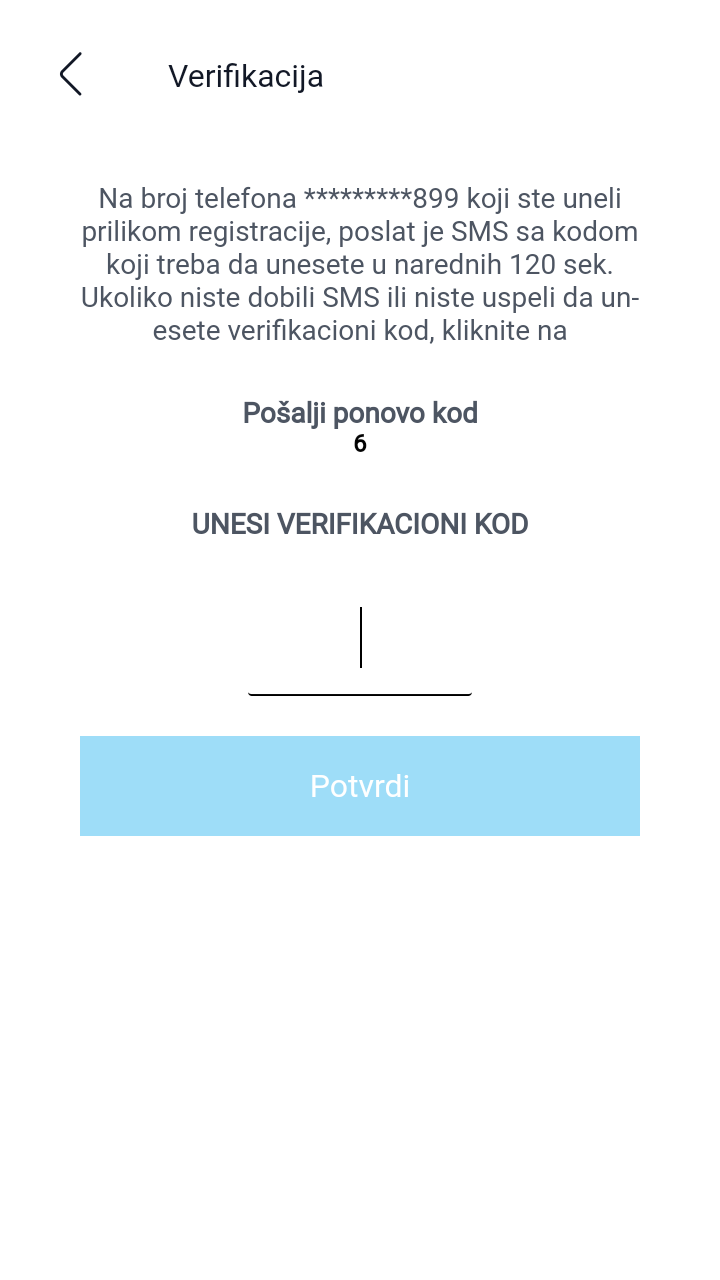 Verifikacija
Na broj telefona *********899 koji ste uneli
prilikom registracije, poslat je SMS sa kodom
koji treba da unesete u narednih 120 sek.
Ukoliko niste dobili SMS ili niste uspeli da un-
esete verifikacioni kod, kliknite na
Pošalji ponovo kod
6
UNESI VERIFIKACIONI KOD
Potvrdi